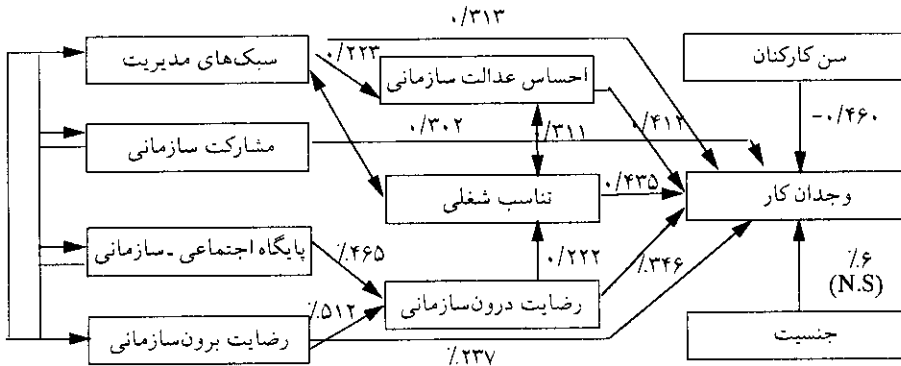 ۰/۳۱۳
سبک‌های مدیریت
۰/۲۲۳
احساس عدالت سازمانی
سن کارکنان
۰/۳۰۲
۰/۳۱۱
۰/۴۱۲
-۰/۴۶۰
مشارکت سازمانی
تناسب شغلی
۰/۴۳۵
وجدان کار
پایگاه اجتماعی ـ سازمانی
٪۴۶۵
۰/۲۲۲
٪۳۴۶
٪۶
(N.S)
رضایت درون‌سازمانی
٪۵۱۲
رضایت برون‌سازمانی
٪۲۳۷
جنسیت